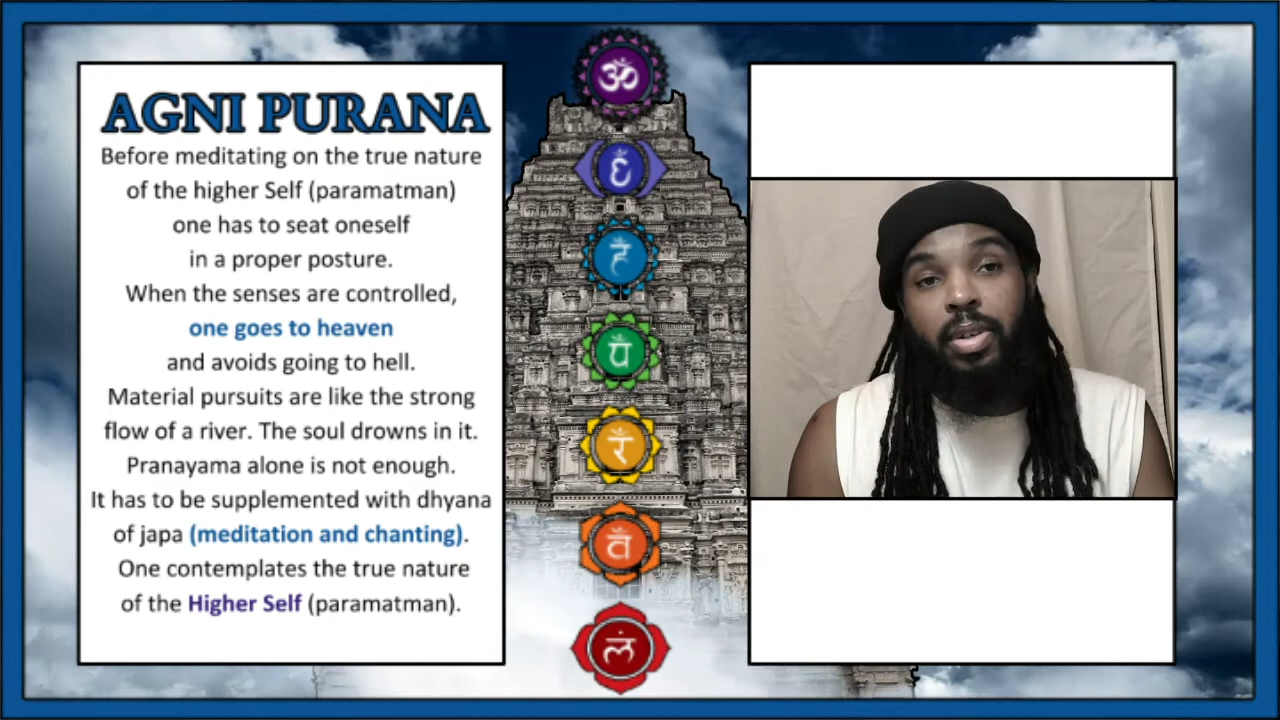 AGNI PURANA
Before meditating on the true nature
of the higher Self (paramatman)
one has to seat oneself
in a proper posture.
When the senses are controlled,
one goes to heaven
and avoids going to hell.
Material pursuits are like the strong
flow of a river. The soul drowns in it.
Pranayama alone is not enough.
It has to be supplemented with dhyana
of japa (meditation and chanting).
One contemplates the true nature
of the Higher Self (paramatman).
ॐ
ॐ
हं
यं
रं
वं
लं